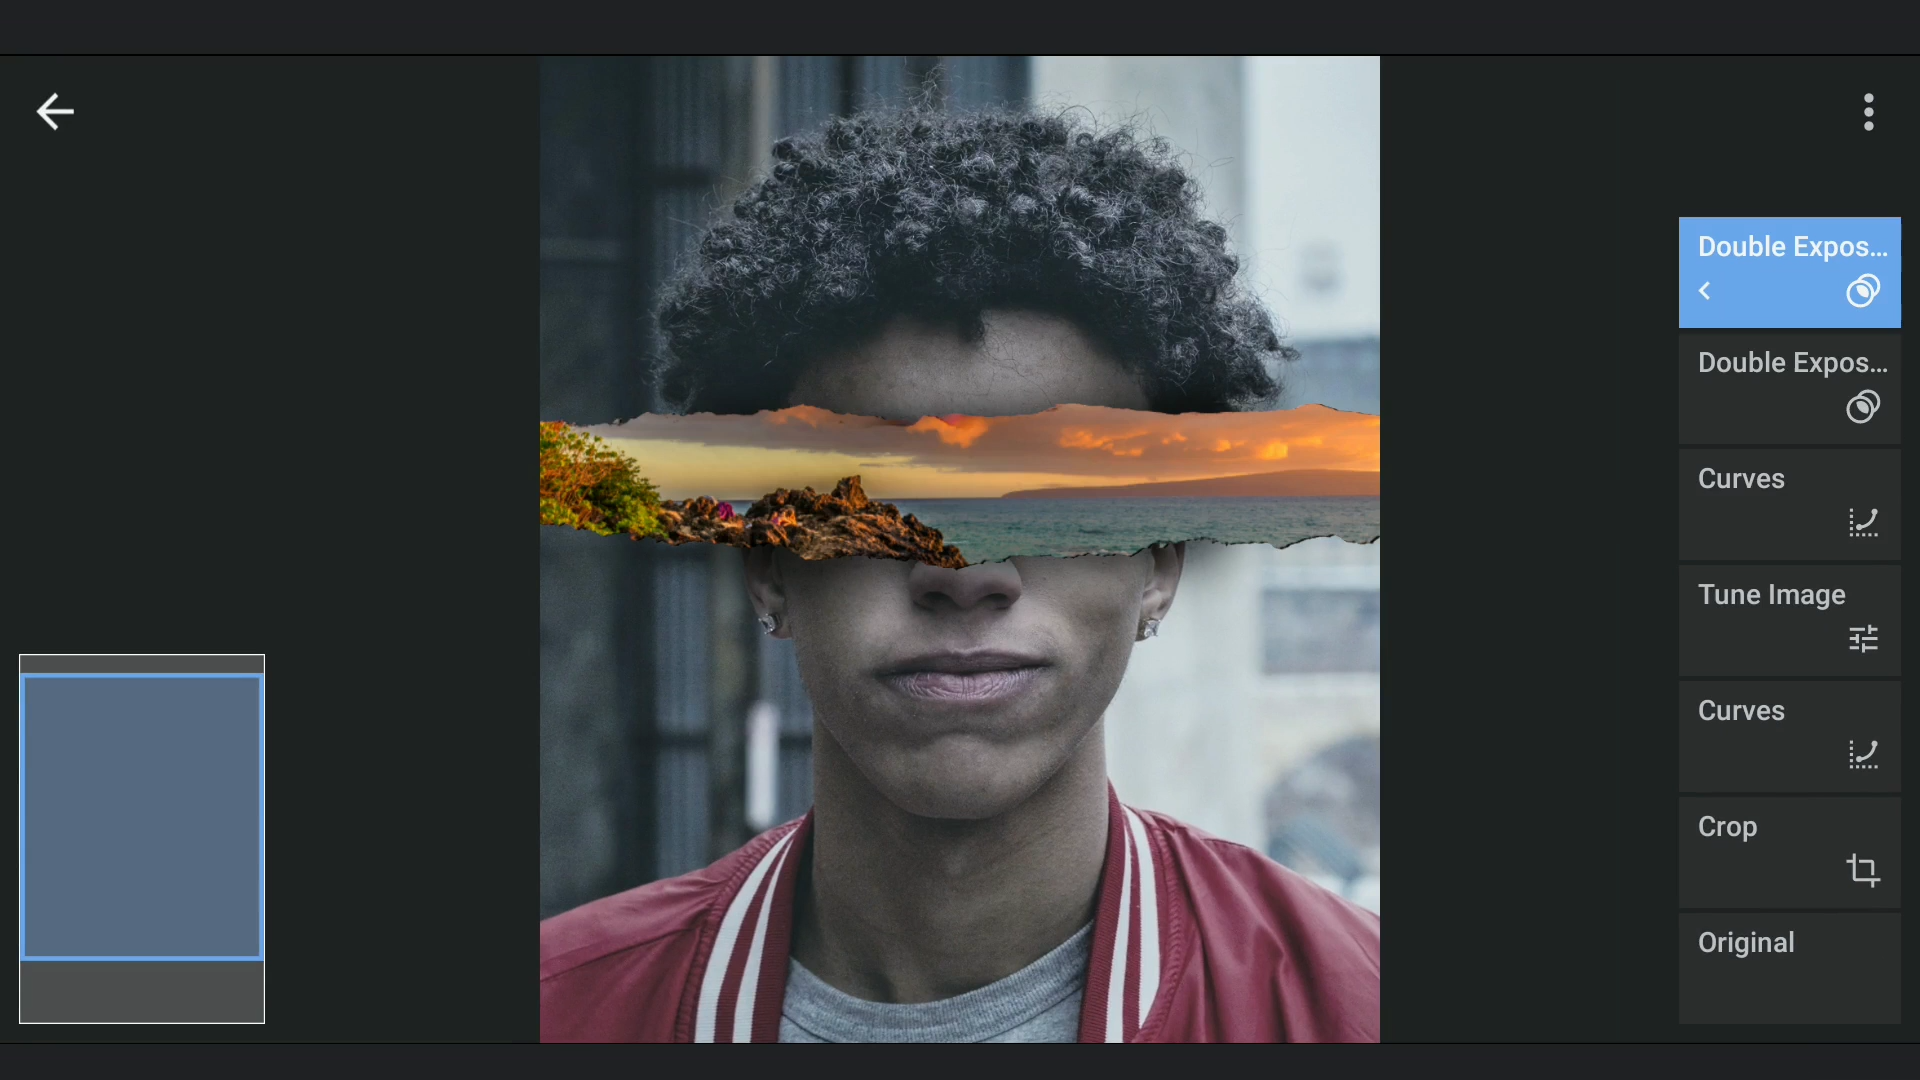 Double Expos...
Double Expos...
Curves
Tune Image
Curves
Crop
Original